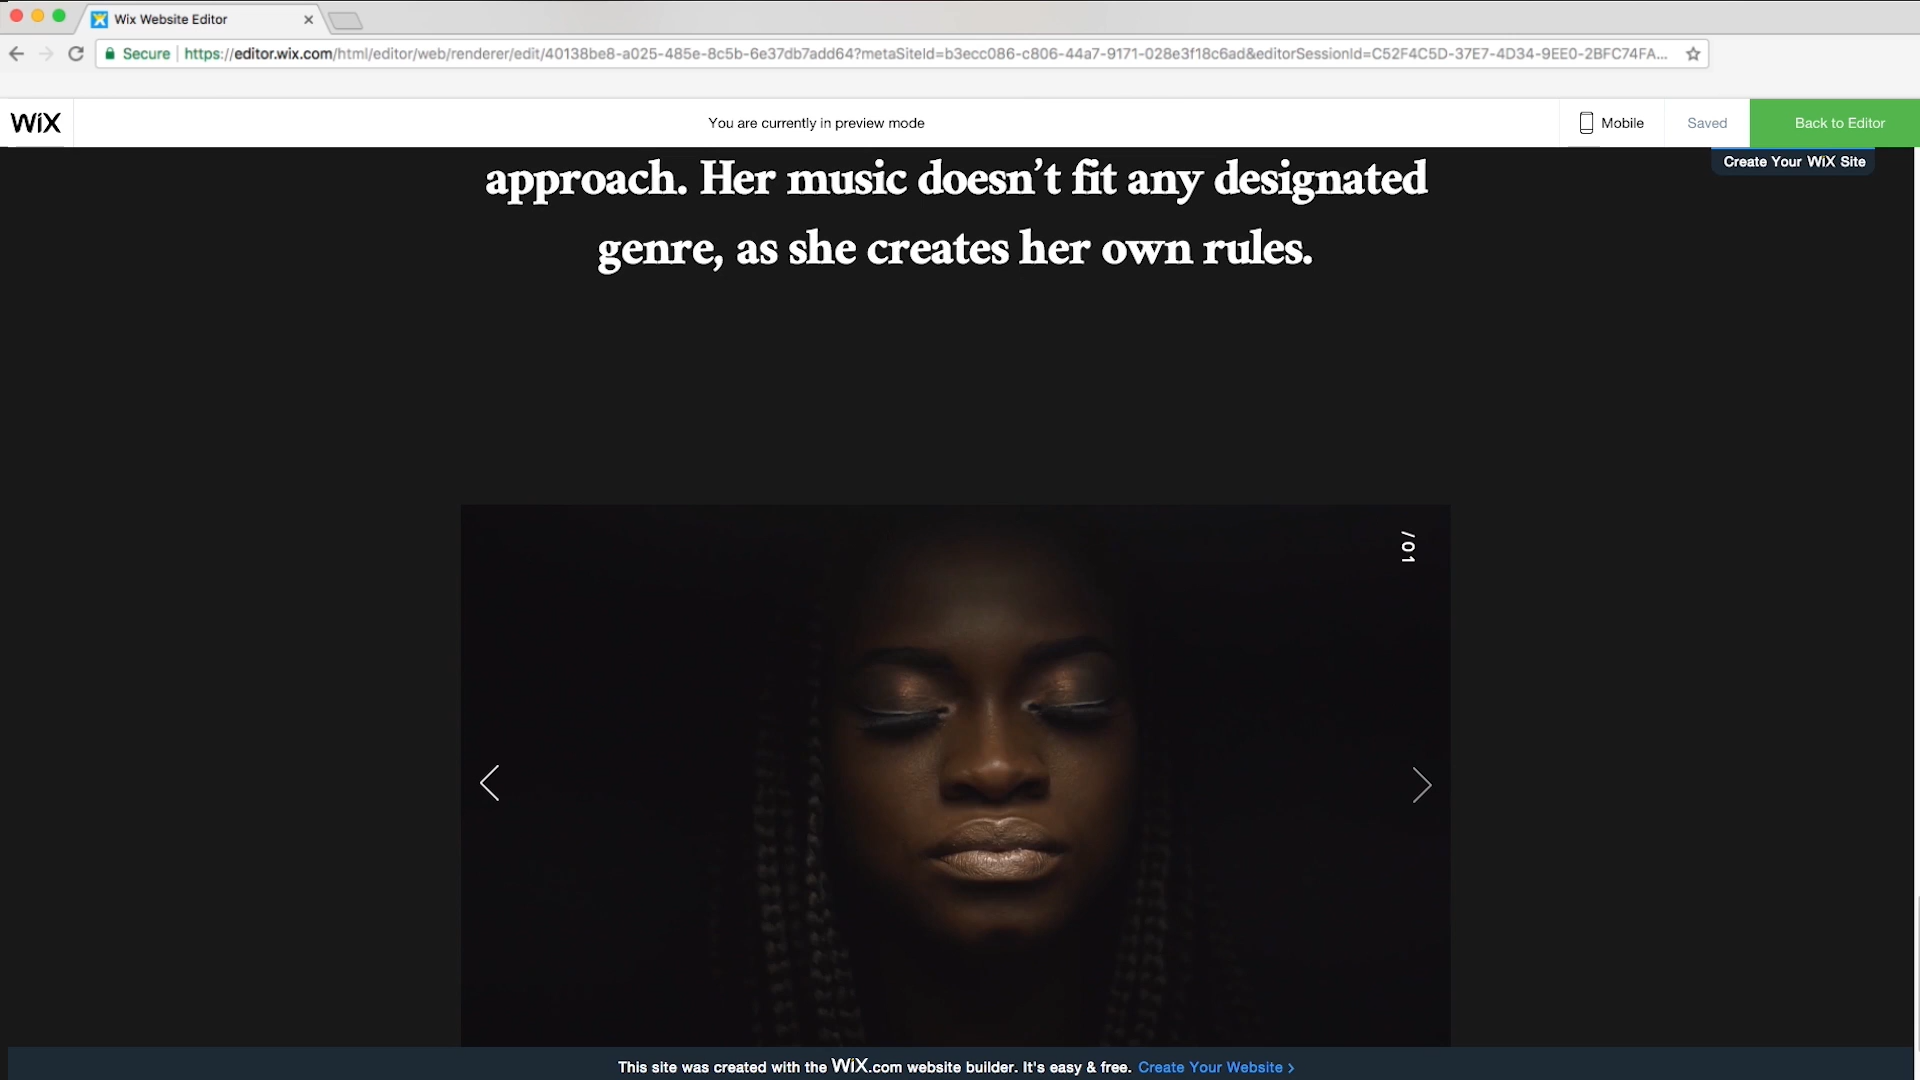 Wix Website Editor
Secure https://editor.wix.com/html/editor/web/renderer/edit/40138be8-a025-485e-8c5b-6e37db7add64?metaSiteId=b3ecc086-c806-44a7-9171-028e3f18c6ad&editorSessionId=C52F4C5D-37E7-4D34-9EE0-2BFC74FA...
WiX You are currently in preview mode Mobile Saved Back to Editor
Create Your WiX Site
approach. Her music doesn’t fit any designated
genre, as she creates her own rules.
/01
This site was created with the WiX.com website builder. It's easy & free. Create Your Website >